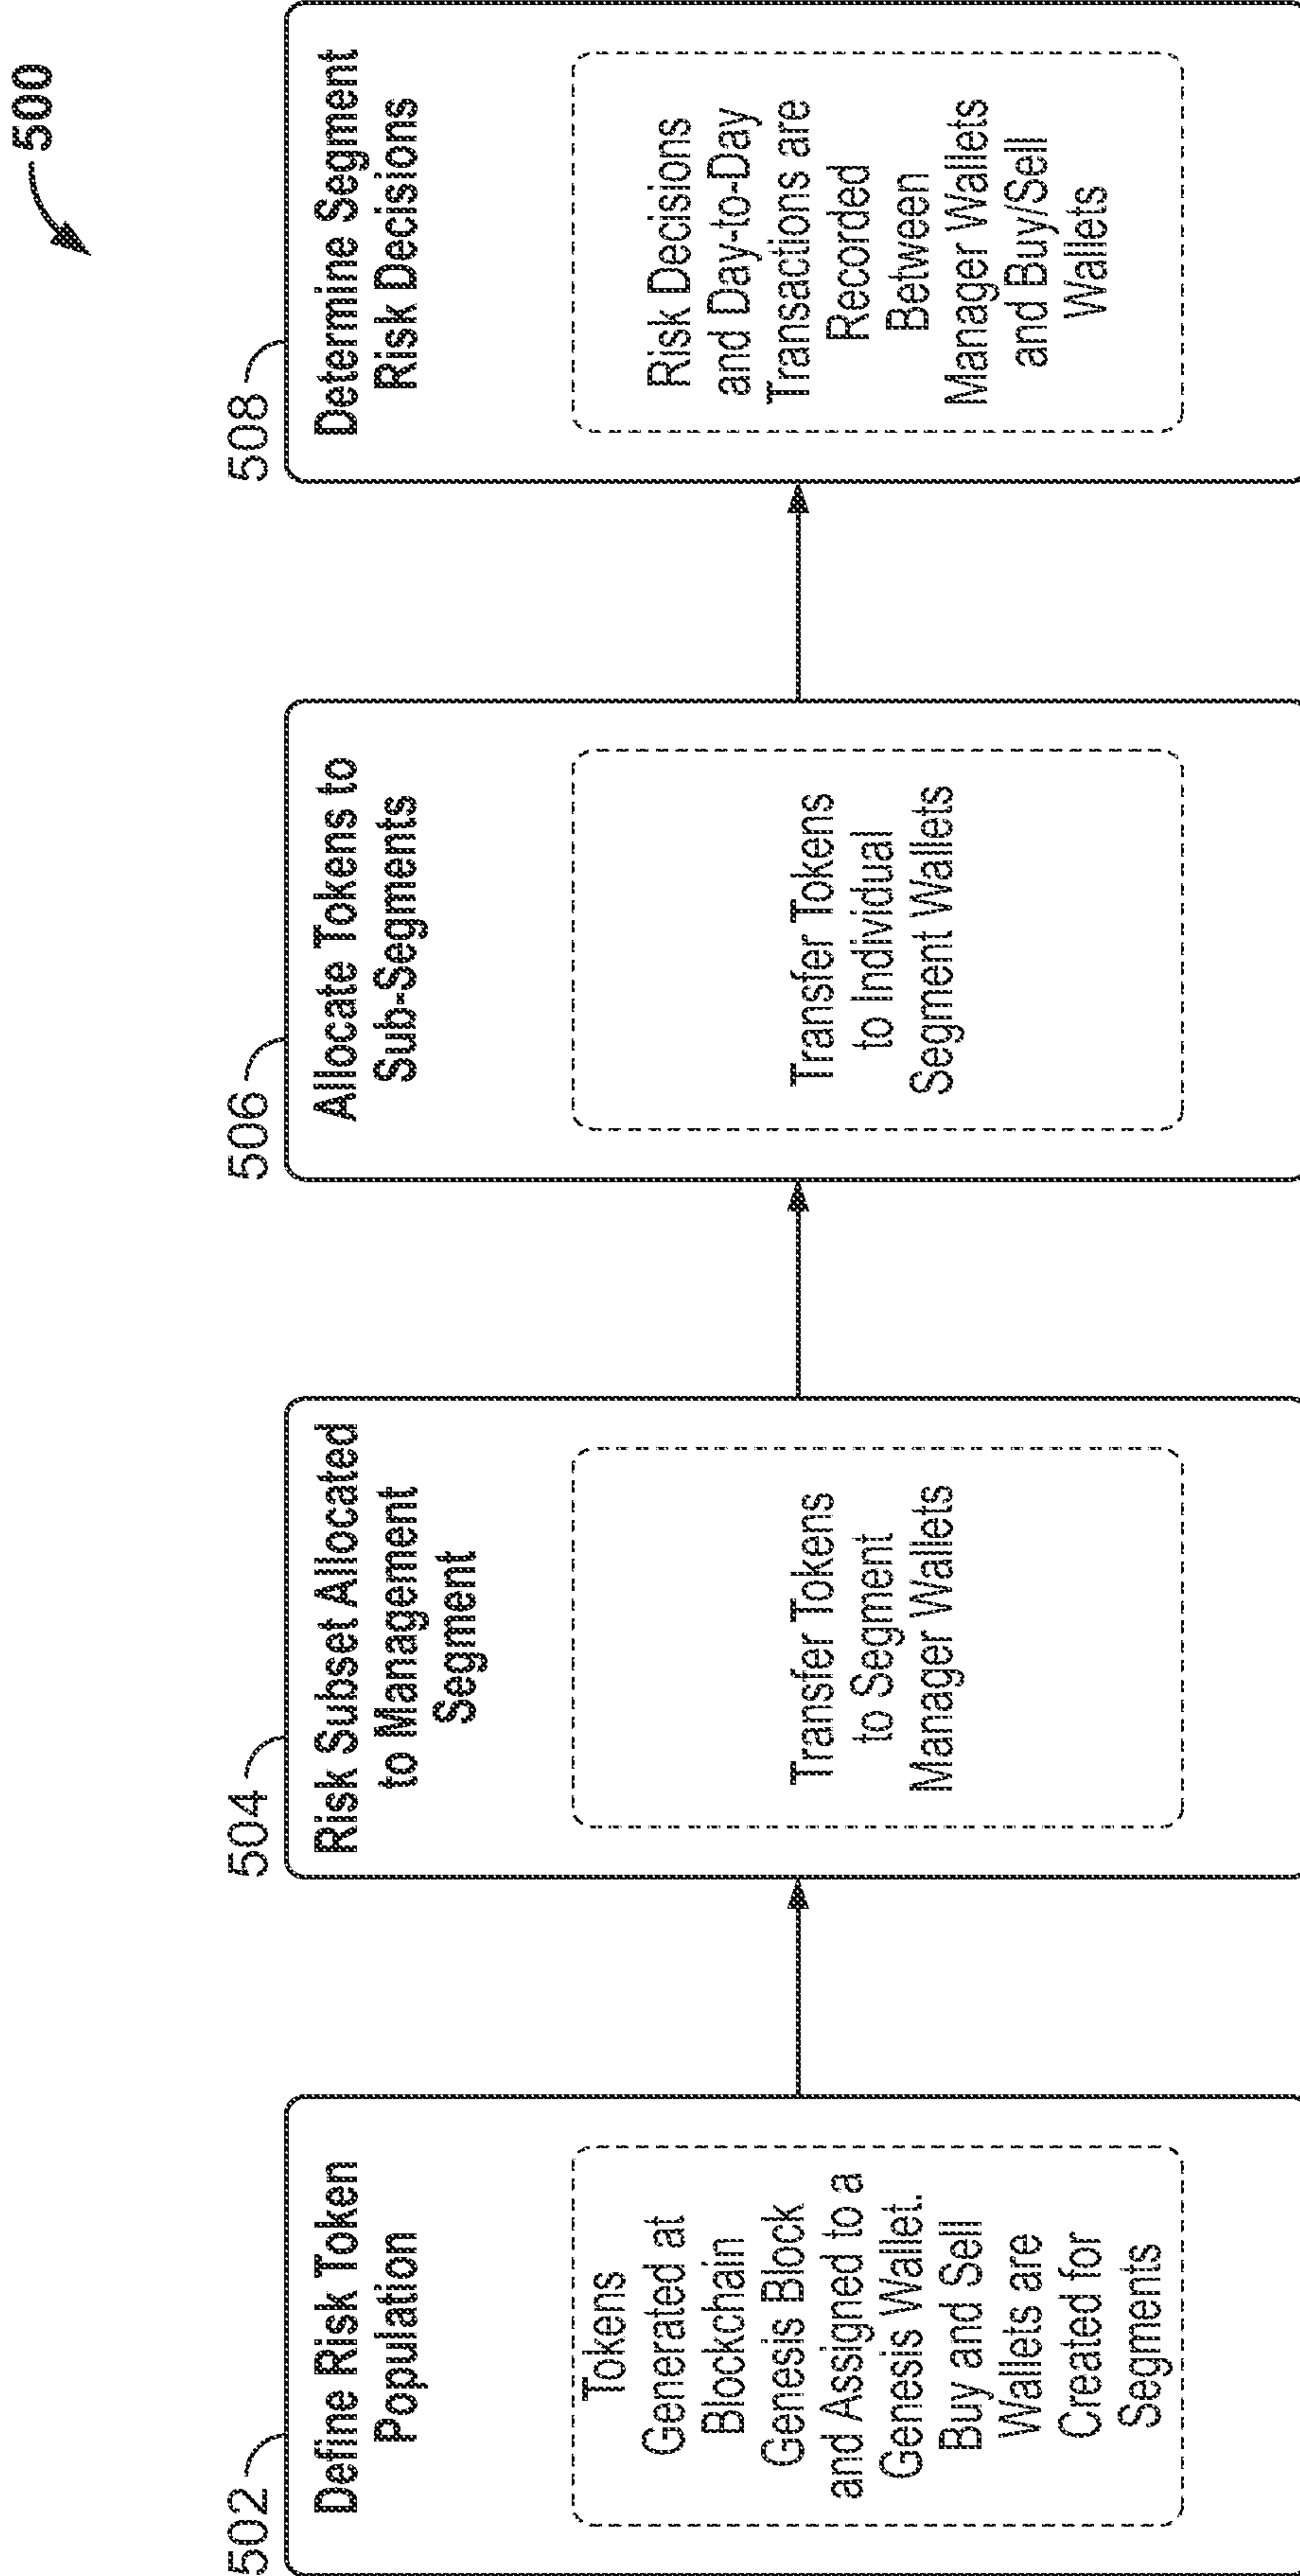 500
502
Define Risk Token
Population
Tokens
Generated at
Blockchain
Genesis Block
and Assigned to a
Genesis Wallet.
Buy and Sell
Wallets are
Created for
Segments
504
Risk Subset Allocated
to Management
Segment
Transfer Tokens
to Segment
Manager Wallets
506
Allocate Tokens to
Sub-Segments
Transfer Tokens
to Individual
Segment Wallets
508
Determine Segment
Risk Decisions
Risk Decisions
and Day-to-Day
Transactions are
Recorded
Between
Manager Wallets
and Buy/Sell
Wallets